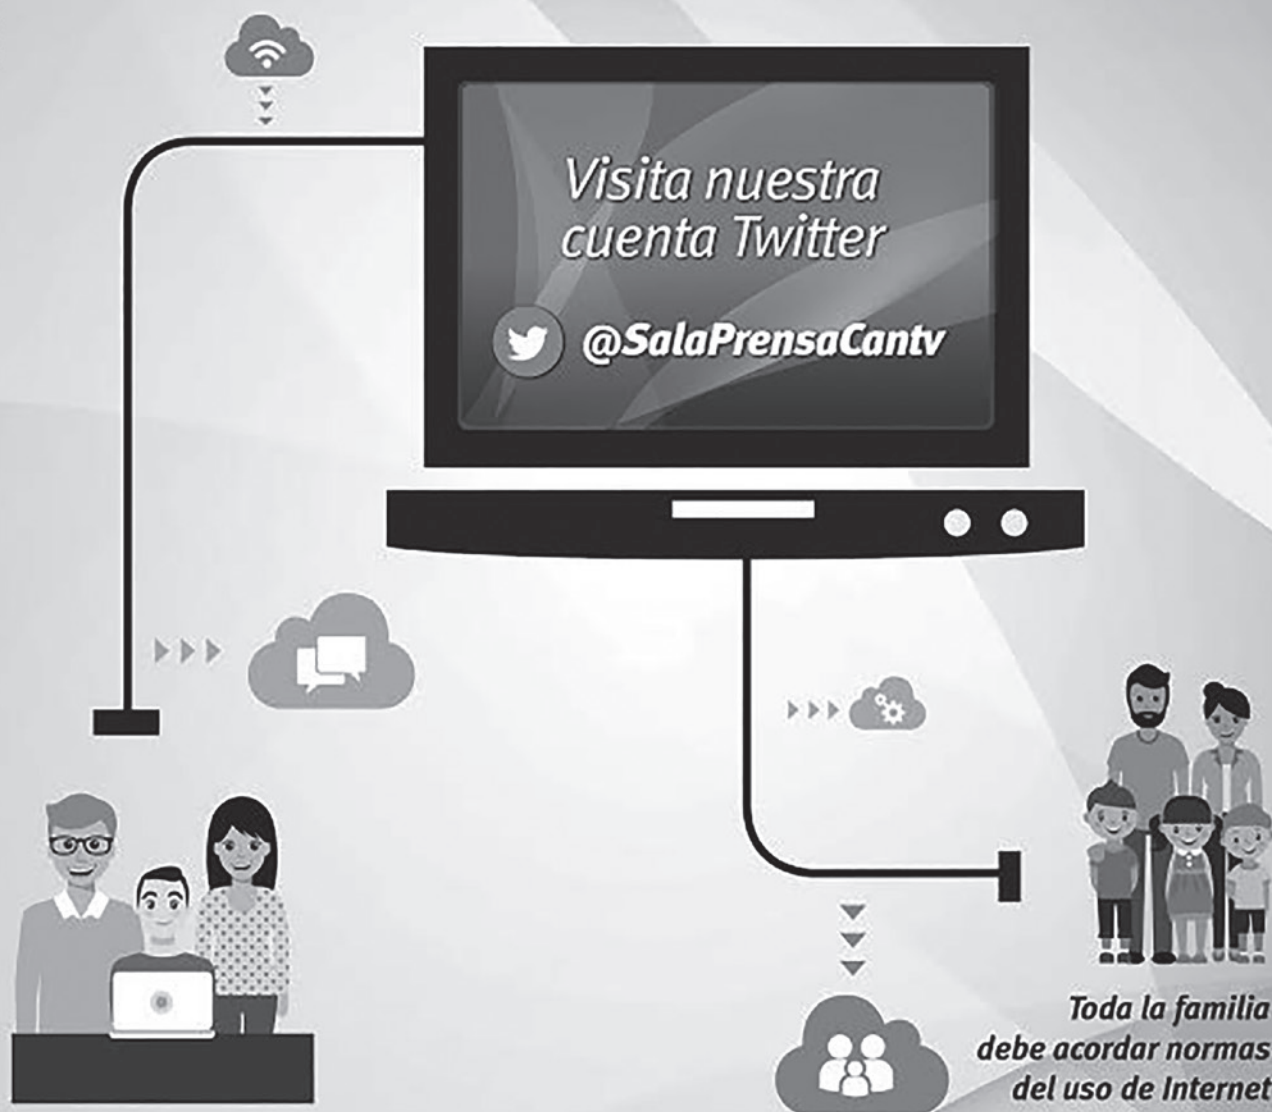 Visita nuestra
cuenta Twitter
@SalaPrensaCantv
Toda la familia
debe acordar normas
del uso de Internet